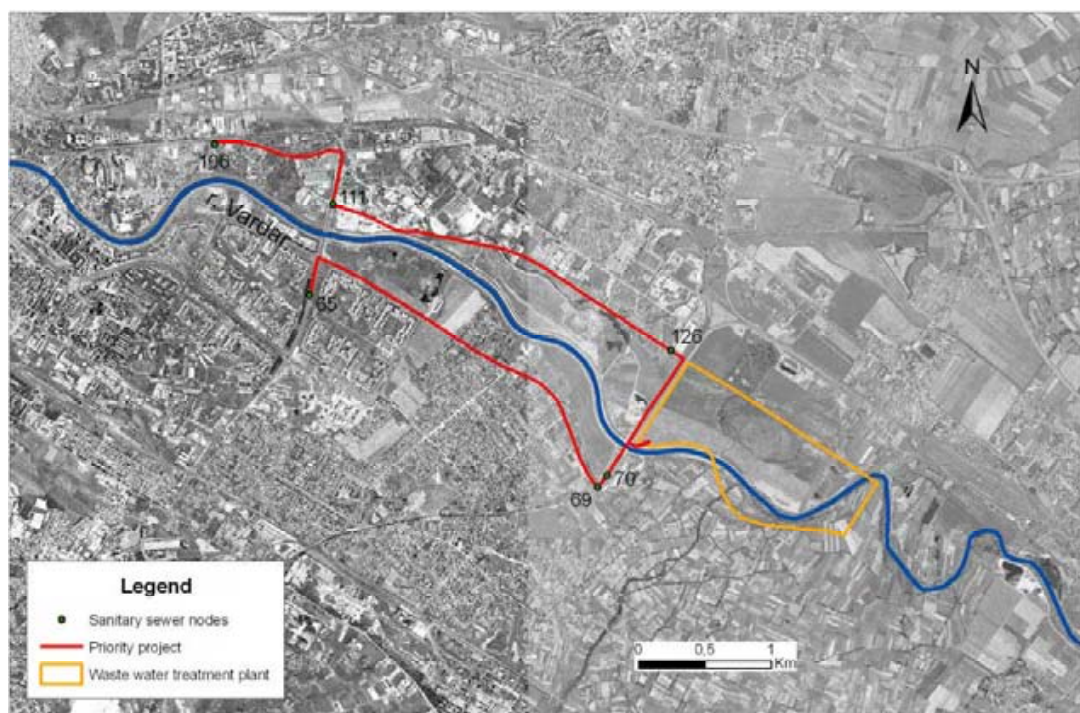 N
106
111
r. Vardar
65
126
70
69
Legend
Sanitary sewer nodes
Priority project
Waste water treatment plant
0 0,5 1
Km